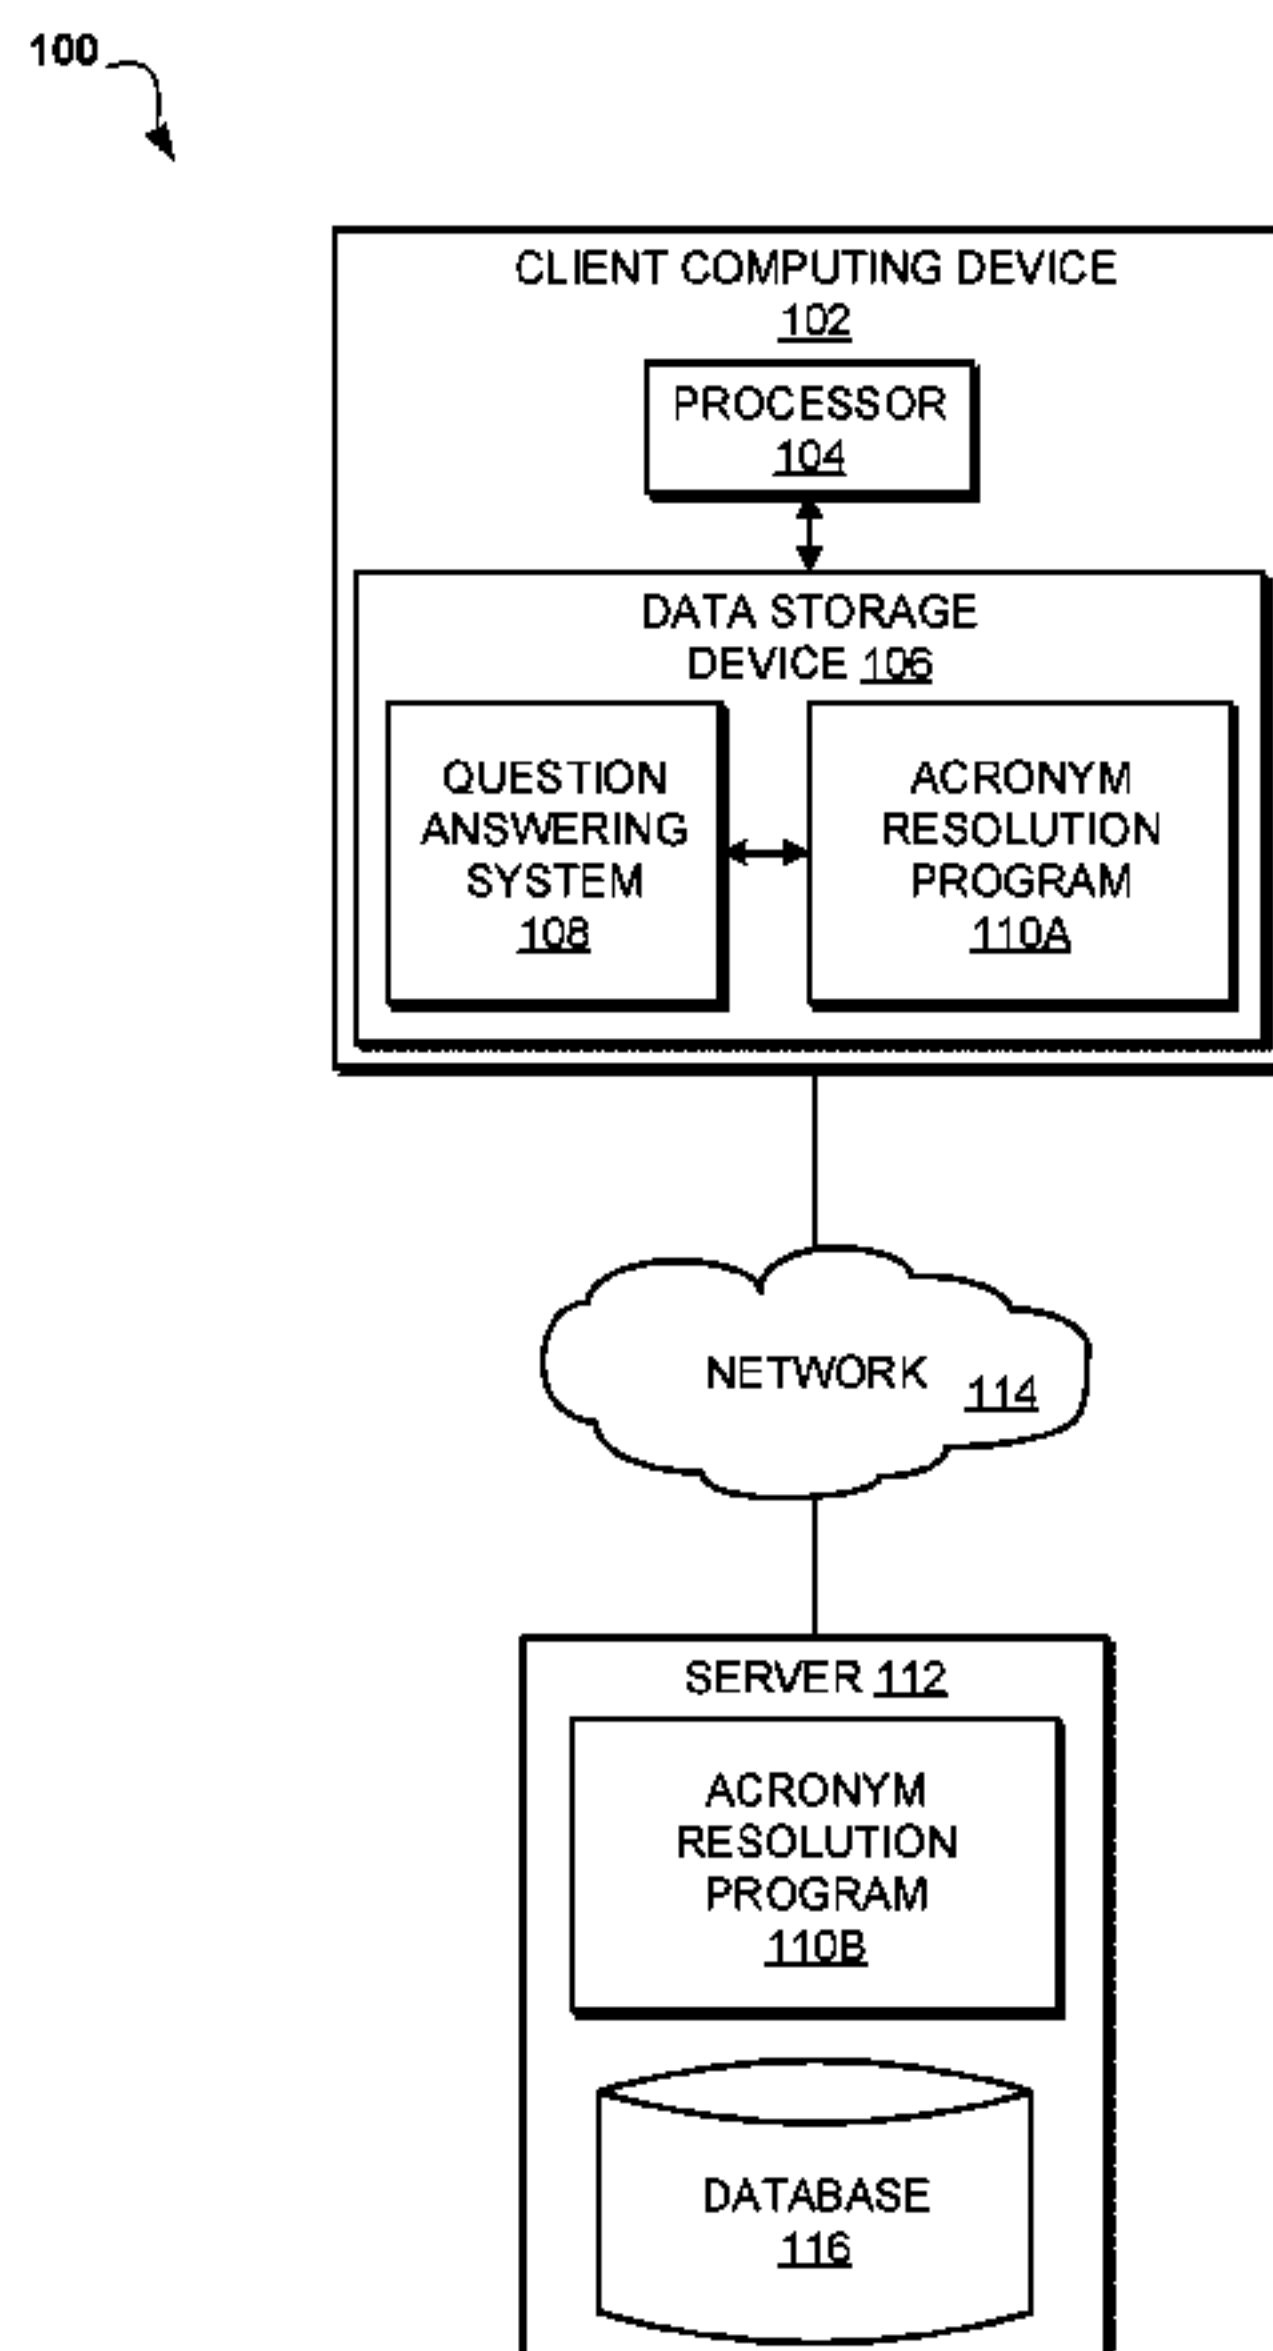 100
CLIENT COMPUTING DEVICE
102
PROCESSOR
104
DATA STORAGE
DEVICE 106
QUESTION
ANSWERING
SYSTEM
108
ACRONYM
RESOLUTION
PROGRAM
110A
NETWORK 114
SERVER 112
ACRONYM
RESOLUTION
PROGRAM
110B
DATABASE
116